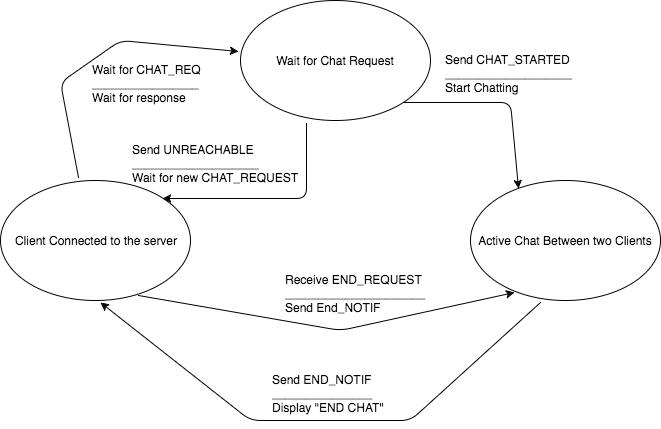 Wait for Chat Request
Send CHAT_STARTED
Start Chatting
Wait for CHAT_REQ
Wait for response
Send UNREACHABLE
Wait for new CHAT_REQUEST
Client Connected to the server
Active Chat Between two Clients
Receive END_REQUEST
Send End_NOTIF
Send END_NOTIF
Display "END CHAT"